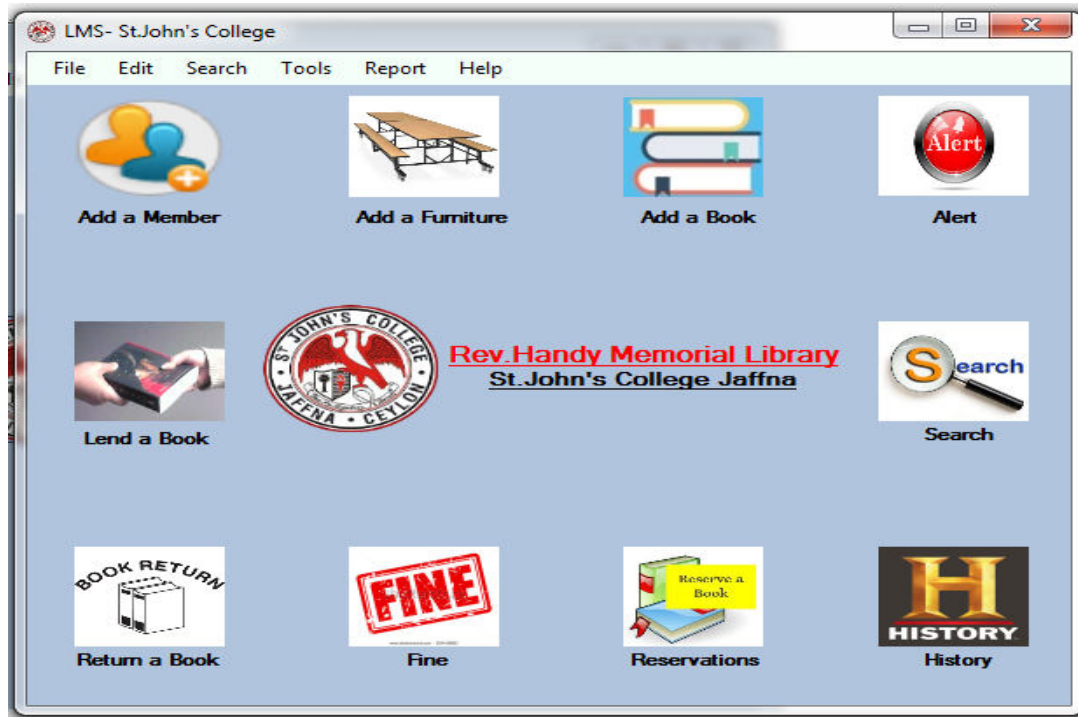 LMS- St.John's College
File Edit Search Tools Report Help
Alert
Add a Member Add a Furniture Add a Book Alert
ST JOHN'S COLLEGE
JAFFNA • CEYLON
Rev.Handy Memorial Library
St.John's College Jaffna
Search
Lend a Book
Search
BOOK RETURN
FINE
Reserve a
Book
H
HISTORY
Return a Book Fine Reservations History